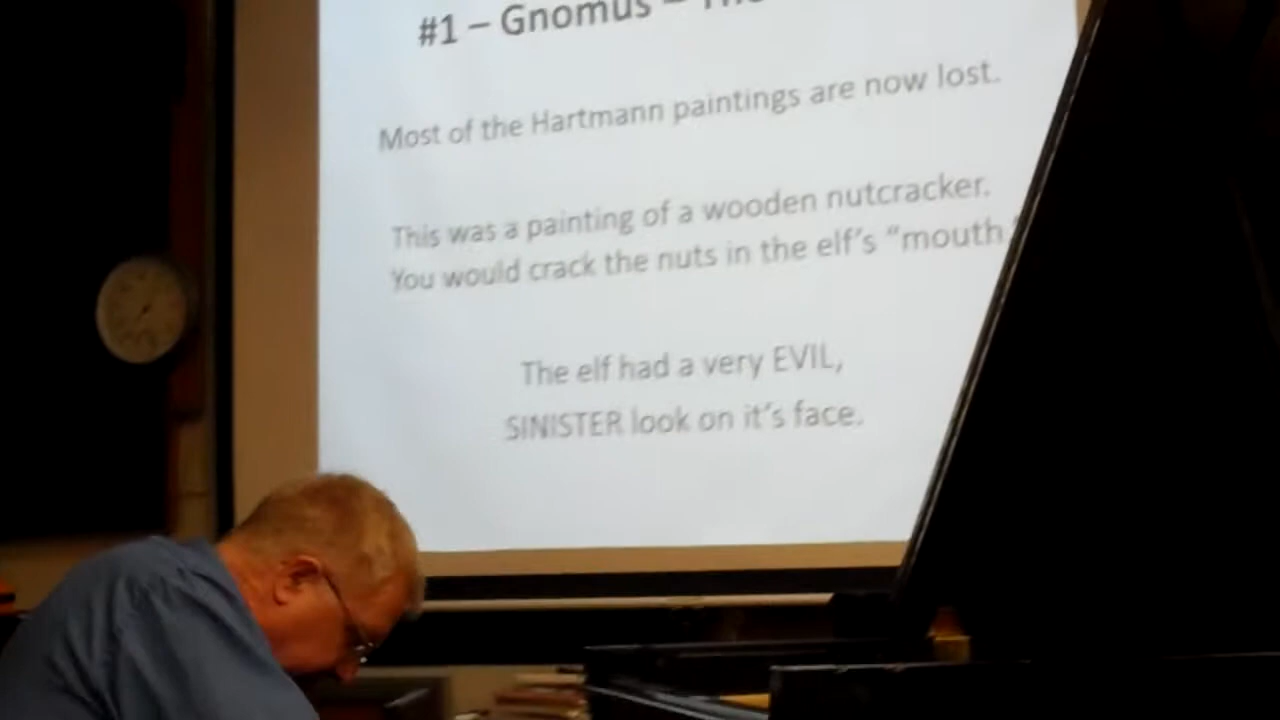 #1 – Gnomus – The
Most of the Hartmann paintings are now lost.
This was a painting of a wooden nutcracker.
You would crack the nuts in the elf's "mouth."
The elf had a very EVIL,
SINISTER look on it's face.